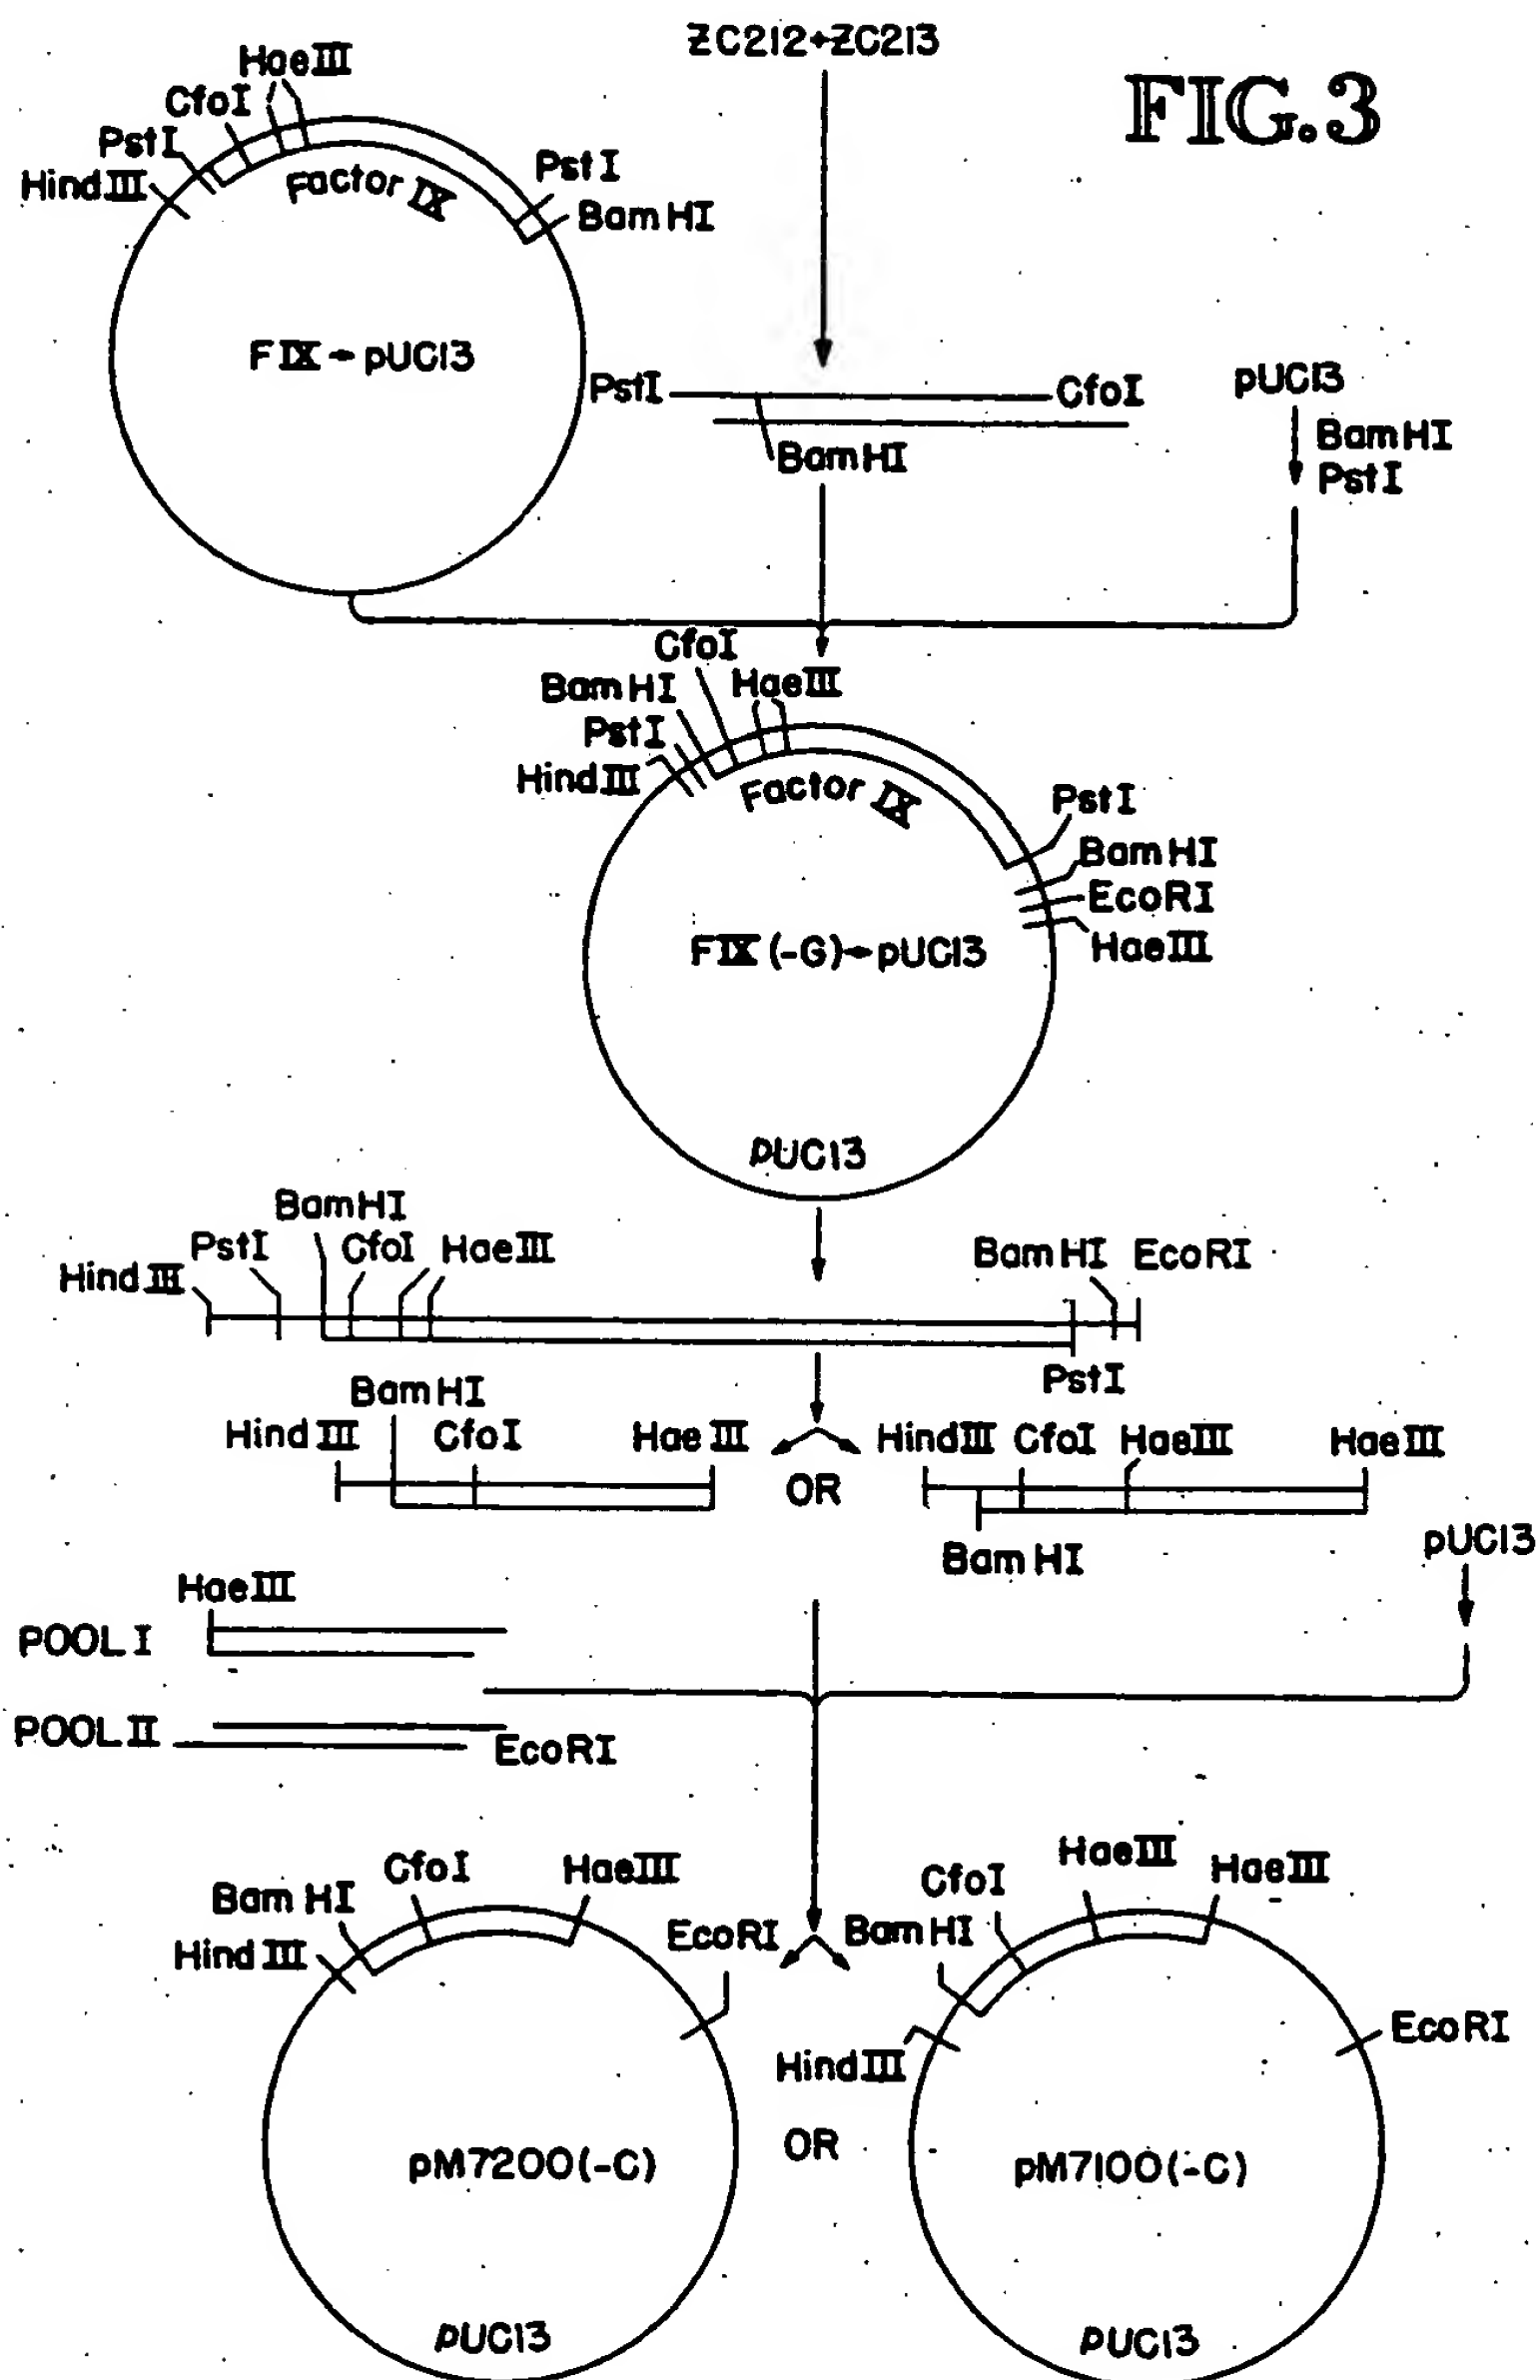 ZC212+ZC213
FIG.3
HaeIII
CfoI
PstI
HindIII
Factor IX
PstI
BamHI
FIX→pUC13
PstI
CfoI
BamHI
pUC13
BamHI
PstI
CfoI
BamHI
HaeIII
PstI
HindIII
Factor IX
PstI
BamHI
EcoRI
HaeIII
FIX(-G)→pUC13
pUC13
BamHI
PstI
CfoI
HaeIII
HindIII
BamHI
EcoRI
PstI
BamHI
HindIII
CfoI
HaeIII
OR
HindIII
CfoI
HaeIII
HaeIII
BamHI
pUC13
HaeIII
POOL I
POOL II
EcoRI
CfoI
HaeIII
BamHI
HindIII
EcoRI
HaeIII
HaeIII
CfoI
BamHI
HindIII
EcoRI
pM7200(-C)
OR
pM7100(-C)
pUC13
pUC13